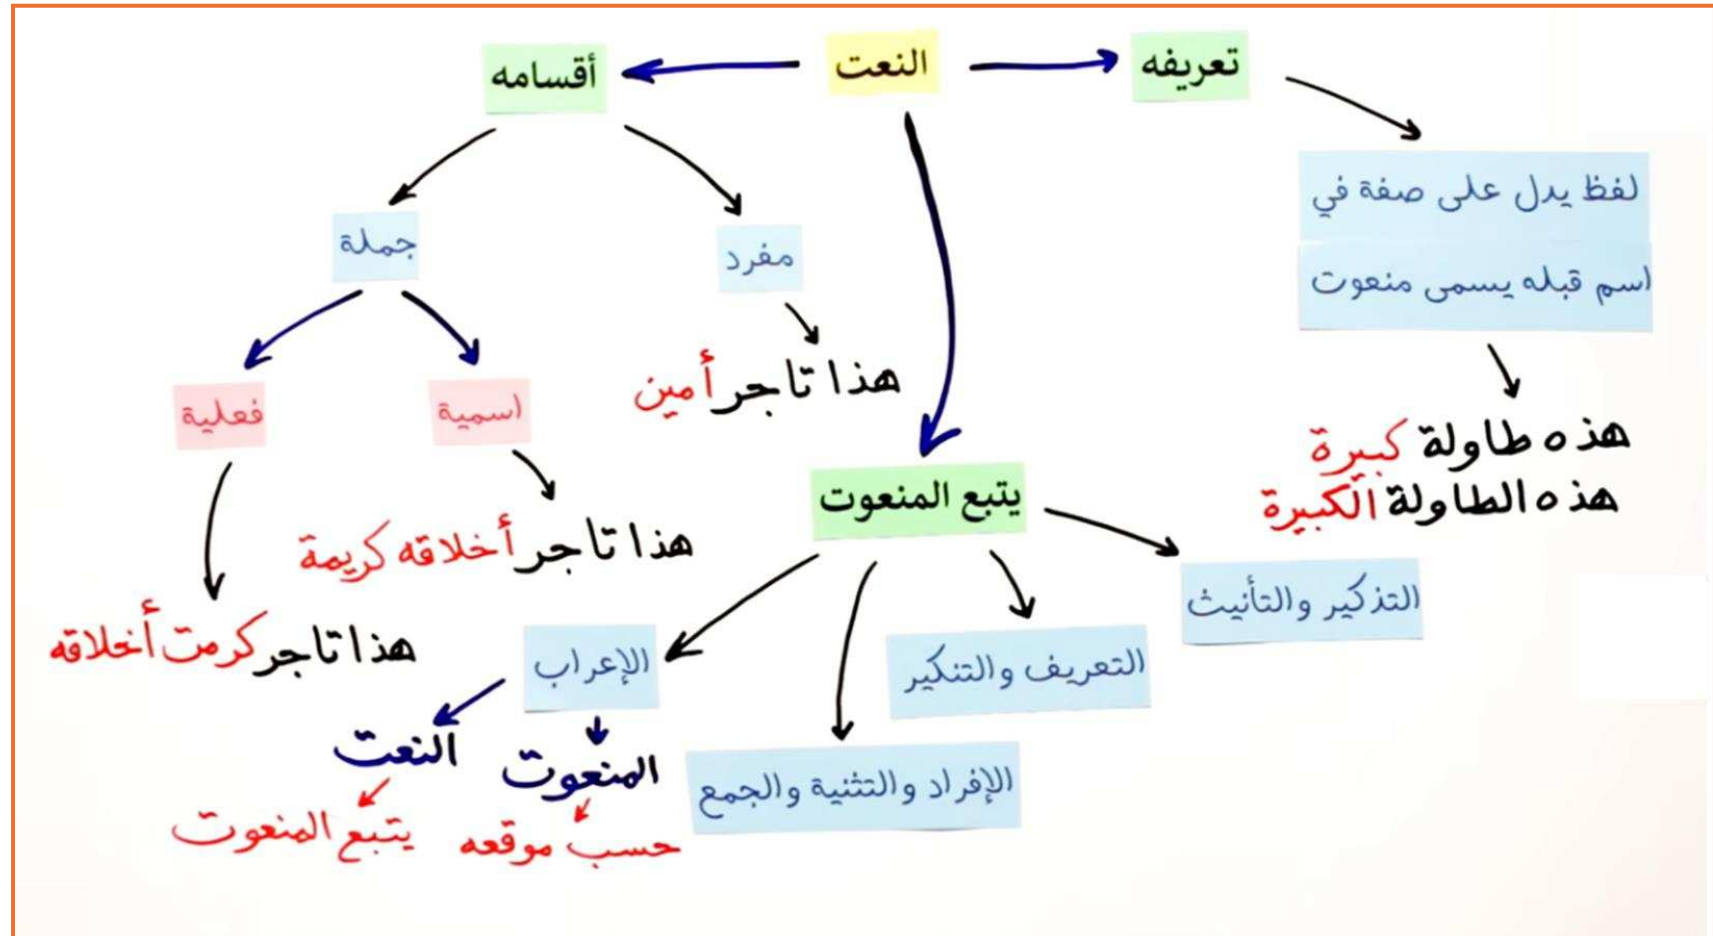 النعت
تعريفه
لفظ يدل على صفة في
اسم قبله يسمى منعوت
هذه طاولة كبيرة
هذه الطاولة الكبيرة
أقسامه
مفرد
هذا تاجر أمين
جملة
اسمية
هذا تاجر أخلاقه كريمة
فعلية
هذا تاجر كرمت أخلاقه
يتبع المنعوت
التذكير والتأنيث
التعريف والتنكير
الإفراد والتثنية والجمع
الإعراب
المنعوت
حسب موقعه
النعت
يتبع المنعوت